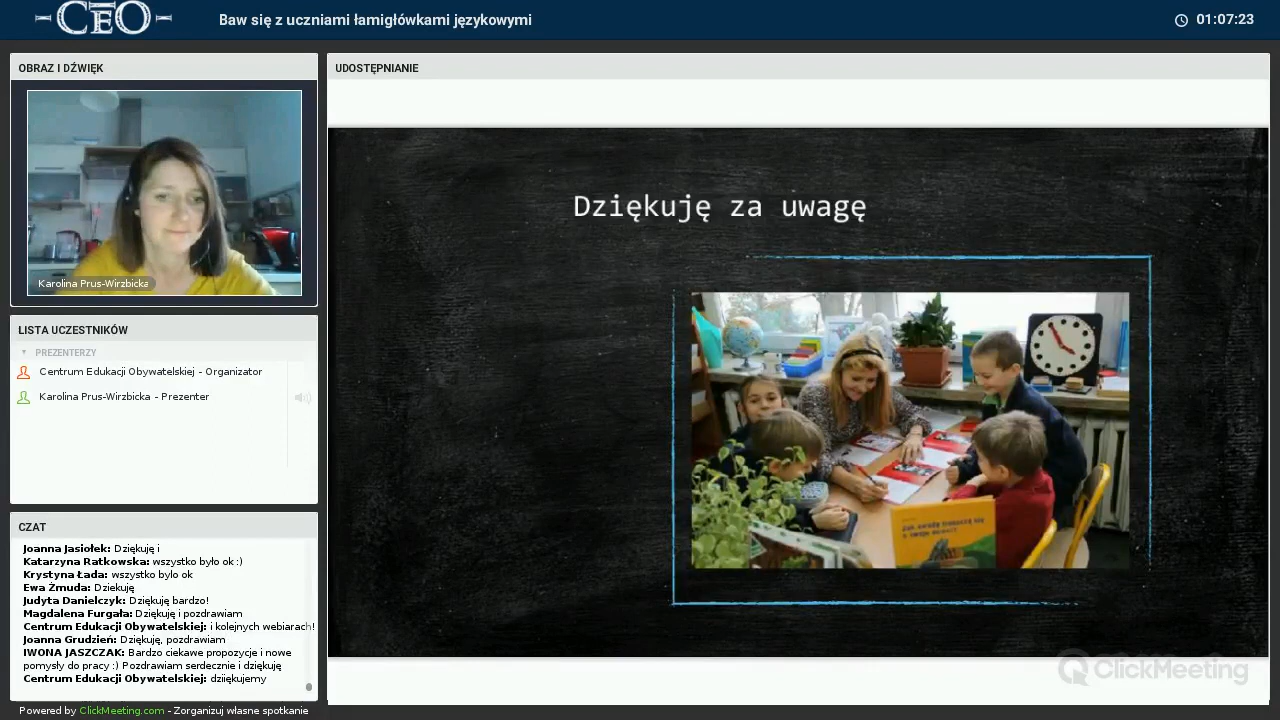 CEO
Baw się z uczniami łamigłówkami językowymi
01:07:23
OBRAZ I DŹWIĘK
UDOSTĘPNIANIE
Karolina Prus-Wirzbicka
LISTA UCZESTNIKÓW
PREZENTERZY
Centrum Edukacji Obywatelskiej - Organizator
Karolina Prus-Wirzbicka - Prezenter
CZAT
Joanna Jasiołek: Dziękuję i
Katarzyna Ratkowska: wszystko było ok :)
Krystyna Łada: wszystko bylo ok
Ewa Żmuda: Dziekuję
Judyta Danielczyk: Dziękuję bardzo!
Magdalena Furgała: Dziękuję i pozdrawiam
Centrum Edukacji Obywatelskiej: i kolejnych webiarach!
Joanna Grudzień: Dziękuję, pozdrawiam
IWONA JASZCZAK: Bardzo ciekawe propozycje i nowe
pomysły do pracy :) Pozdrawiam serdecznie i dziękuję
Centrum Edukacji Obywatelskiej: dziiękujemy
Powered by ClickMeeting.com - Zorganizuj własne spotkanie
Dziękuję za uwagę
ClickMeeting